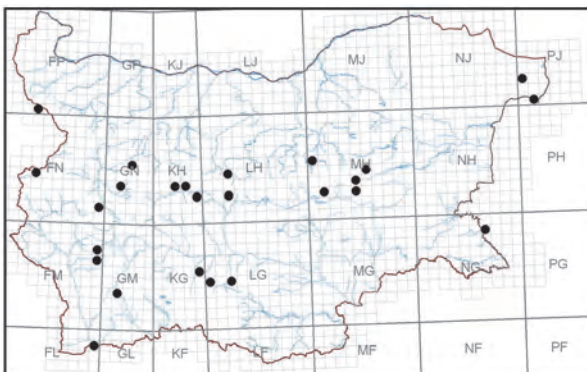 FP GP KJ LJ MJ NJ PJ
FN GN KH LH MH NH PH
FM GM KG LG MG NG PG
FL GL KF LF MF NF PF